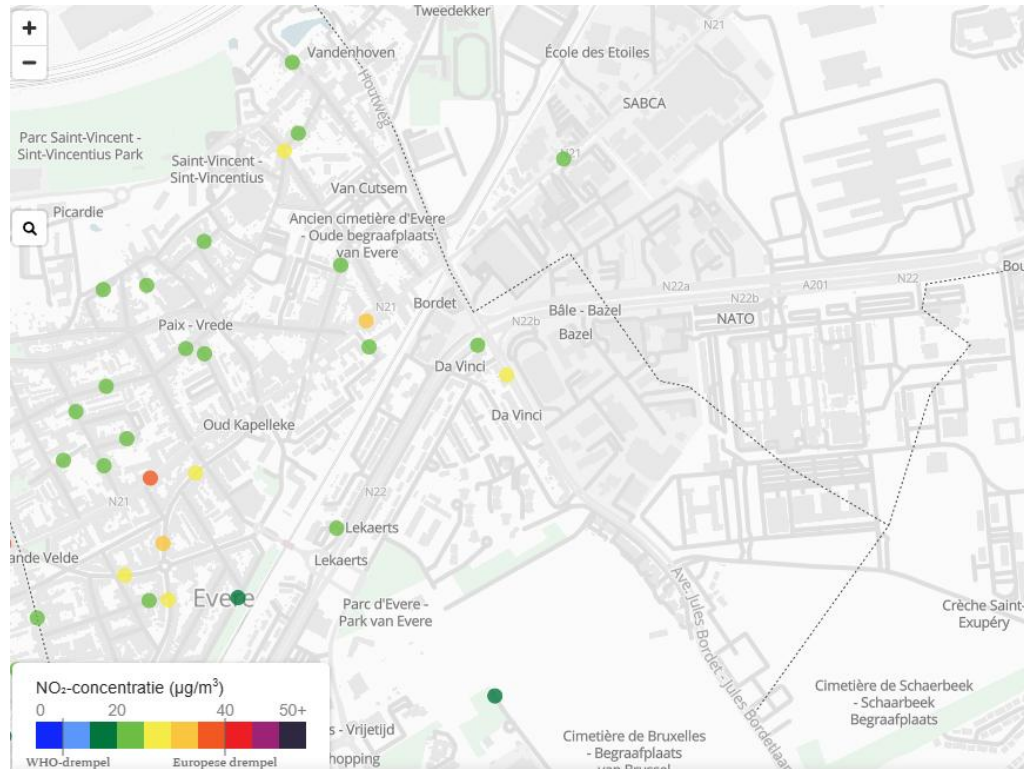 +
−
Tweedekker
N21
Vandenhoven
École des Etoiles
Houtweg
SABCA
Parc Saint-Vincent -
Sint-Vincentius Park
N21
Saint-Vincent -
Sint-Vincentius
Van Cutsem
Picardie
Ancien cimetière d'Evere
- Oude begraafplaats
van Evere
Bou
N22
N22a
A201
N22b
Bordet
N21
Bâle - Bazel
NATO
N22b
Paix - Vrede
Bazel
Da Vinci
Da Vinci
Oud Kapelleke
N22
N21
Lekaerts
ande Velde
Lekaerts
Evere
Parc d'Evere -
Park van Evere
Ave. Jules Bordet - Jules Bordetlaan
Crèche Saint-
Exupéry
Cimetière de Schaerbeek
- Schaarbeek
Begraafplaats
s - Vrijetijd
hopping
Cimetière de Bruxelles
- Begraafplaats
van Brussel
NO₂-concentratie (µg/m³)
0 20 40 50+
WHO-drempel Europese drempel